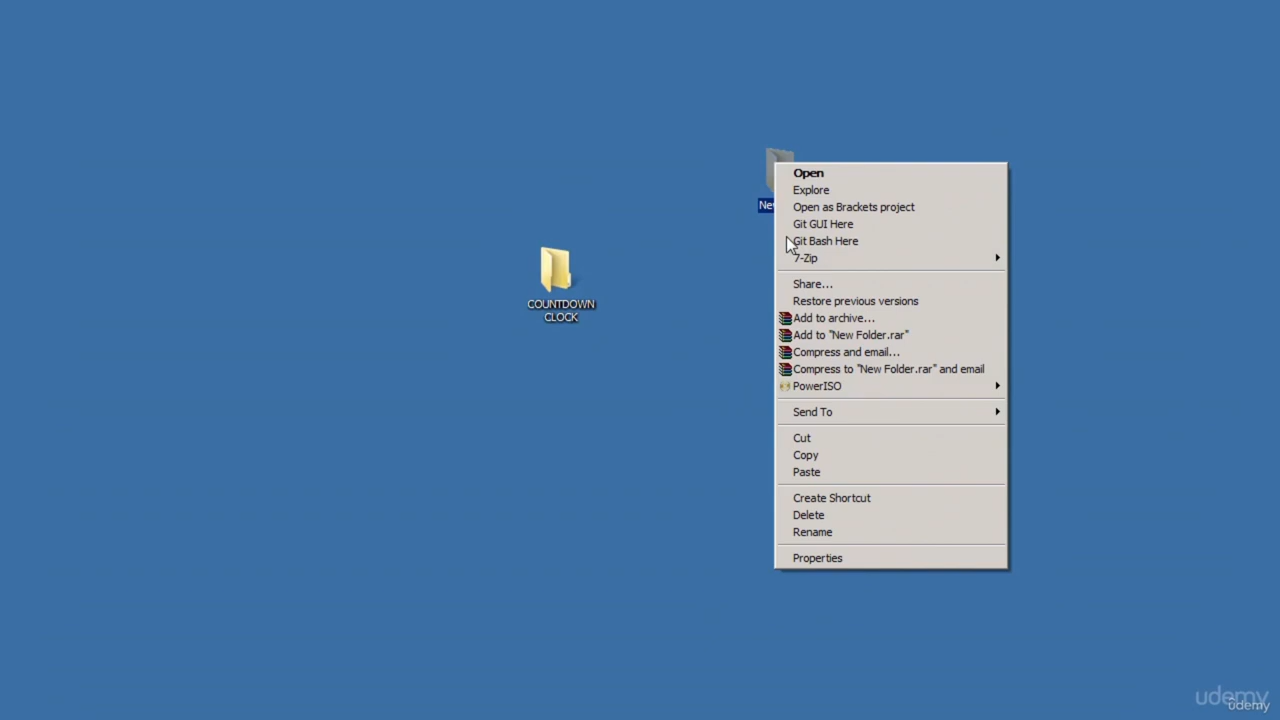 Open
Explore
Open as Brackets project
Git GUI Here
Git Bash Here
7-Zip
Share...
Restore previous versions
Add to archive...
Add to "New Folder.rar"
Compress and email...
Compress to "New Folder.rar" and email
PowerISO
Send To
Cut
Copy
Paste
Create Shortcut
Delete
Rename
Properties
COUNTDOWN
CLOCK
udemy
ûdemy